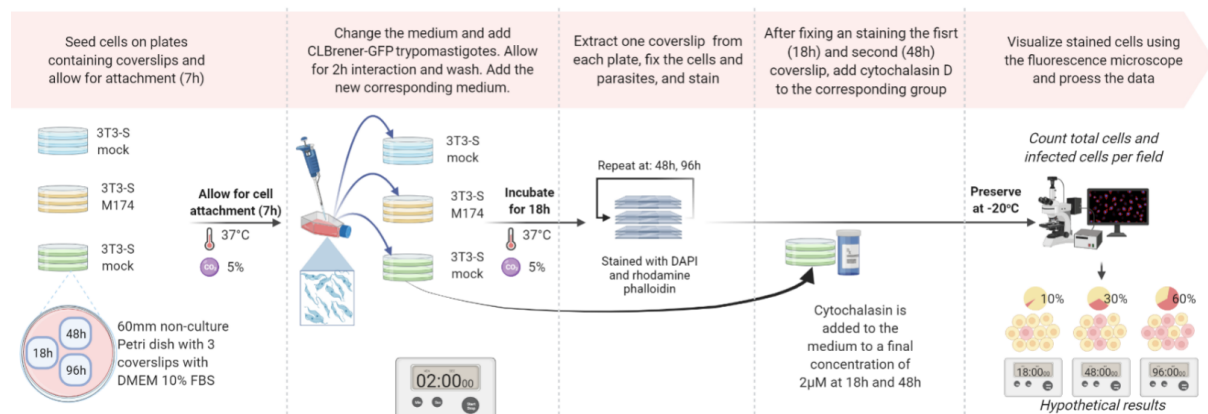 Seed cells on plates
containing coverslips and
allow for attachment (7h)
Change the medium and add
CLBrener-GFP trypomastigotes. Allow
for 2h interaction and wash. Add the
new corresponding medium.
Extract one coverslip from
each plate, fix the cells and
parasites, and stain
After fixing an staining the fisrt
(18h) and second (48h)
coverslip, add cytochalasin D
to the corresponding group
Visualize stained cells using
the fluorescence microscope
and proess the data
3T3-S
mock
3T3-S
M174
3T3-S
mock
Allow for cell
attachment (7h)
37°C
CO₂
5%
48h
18h
96h
60mm non-culture
Petri dish with 3
coverslips with
DMEM 10% FBS
3T3-S
mock
3T3-S
M174
3T3-S
mock
02:00:00
Incubate
for 18h
37°C
CO₂
5%
Repeat at: 48h, 96h
Stained with DAPI
and rhodamine
phalloidin
Cytochalasin is
added to the
medium to a final
concentration of
2μM at 18h and 48h
Preserve
at -20ºC
Count total cells and
infected cells per field
10%
30%
60%
18:00:00
48:00:00
96:00:00
Hypothetical results